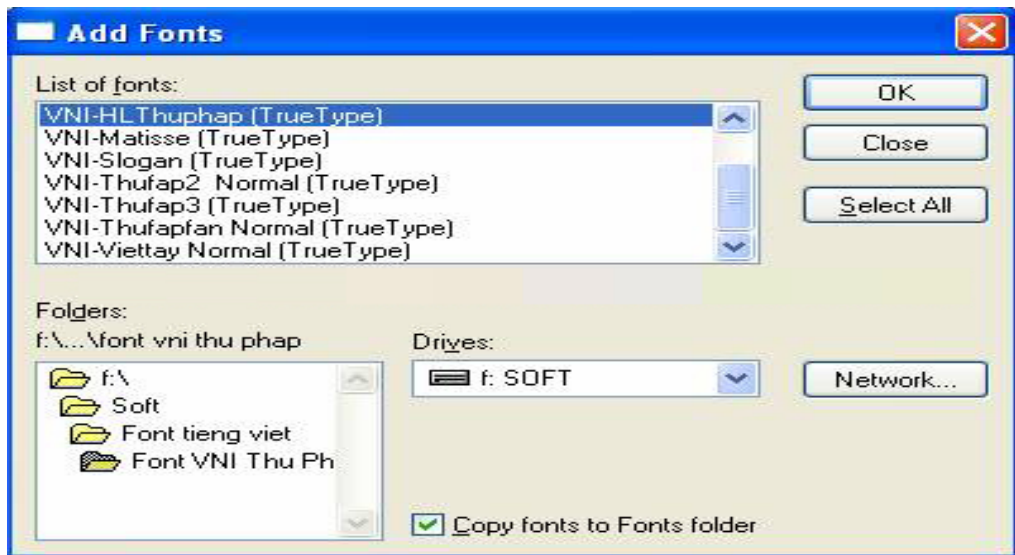 Add Fonts
List of fonts:
VNI-HLThuphap (TrueType)
VNI-Matisse (TrueType)
VNI-Slogan (TrueType)
VNI-Thufap2 Normal (TrueType)
VNI-Thufap3 (TrueType)
VNI-Thufapfan Normal (TrueType)
VNI-Viettay Normal (TrueType)
OK
Close
Select All
Folders:
f:\...\font vni thu phap
f:\
Soft
Font tieng viet
Font VNI Thu Ph
Drives:
f: SOFT
Network...
Copy fonts to Fonts folder